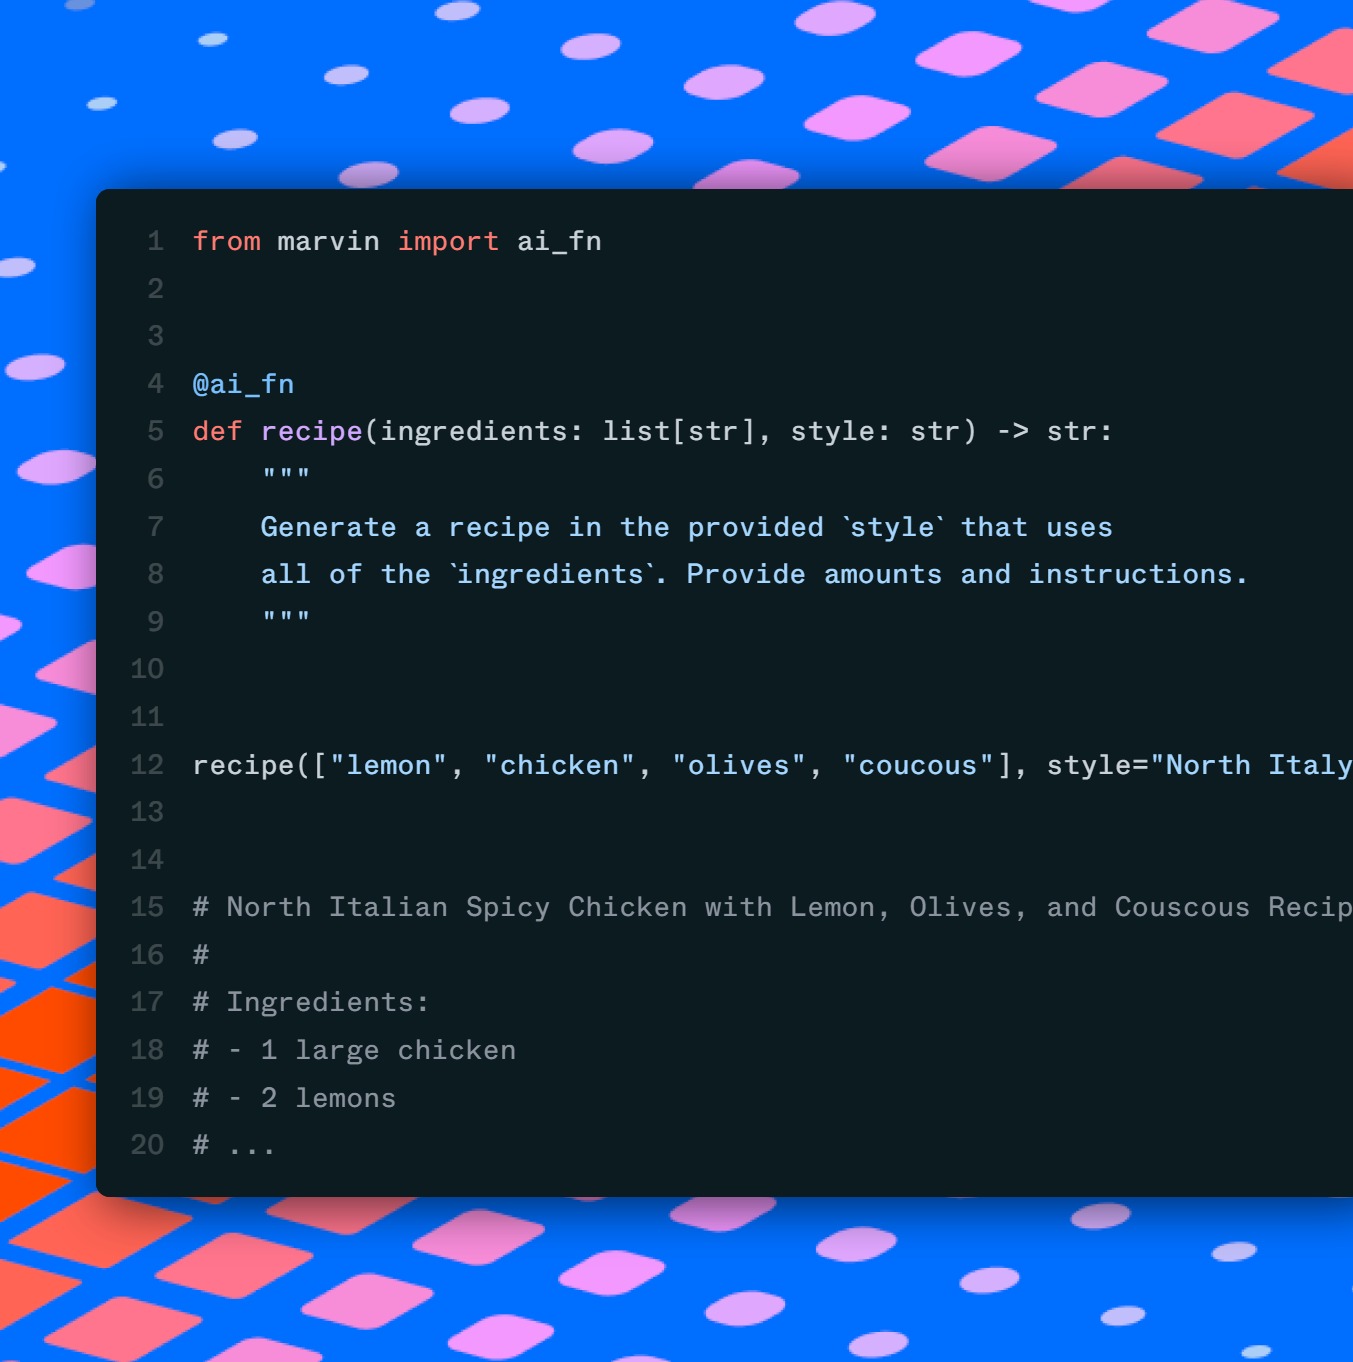 1 from marvin import ai_fn
2
3
4 @ai_fn
5 def recipe(ingredients: list[str], style: str) -> str:
6     """
7     Generate a recipe in the provided `style` that uses
8     all of the `ingredients`. Provide amounts and instructions.
9     """
10
11
12 recipe(["lemon", "chicken", "olives", "coucous"], style="North Italy
13
14
15 # North Italian Spicy Chicken with Lemon, Olives, and Couscous Recip
16 #
17 # Ingredients:
18 # - 1 large chicken
19 # - 2 lemons
20 # ...